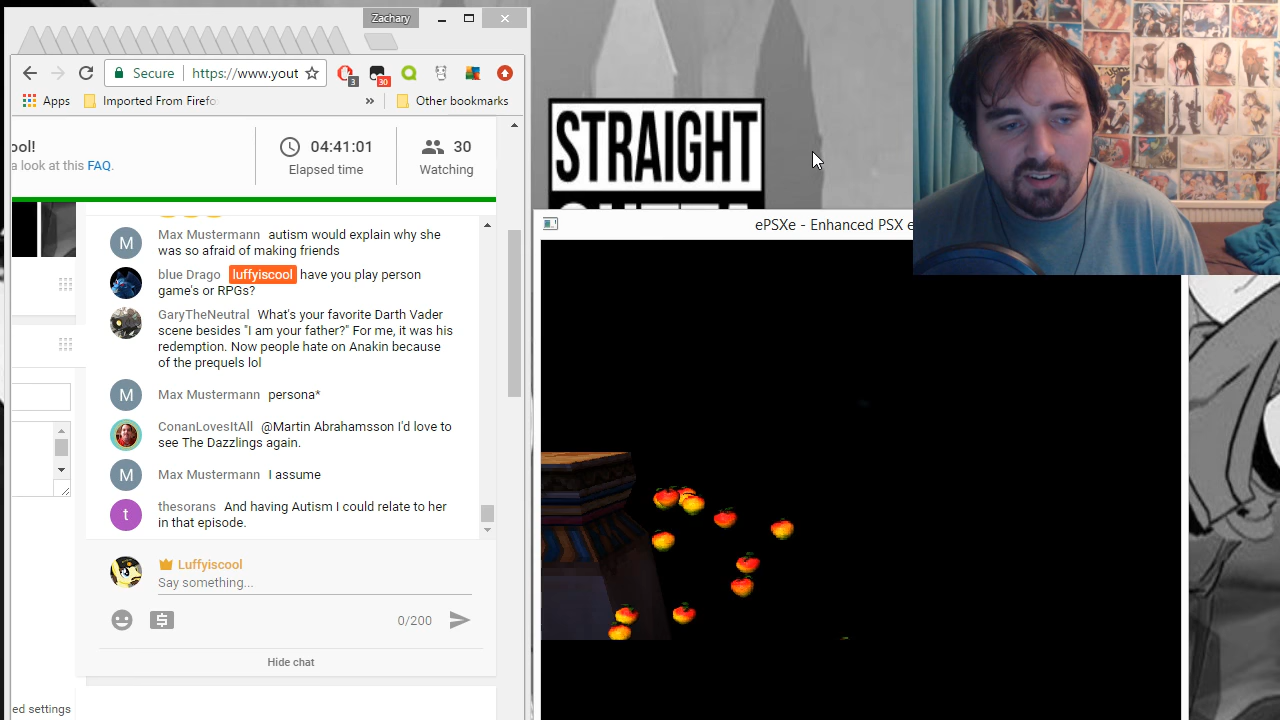 Zachary
Secure
https://www.yout
3
30
Apps
Imported From Firefo
»
Other bookmarks
ool!
a look at this FAQ.
04:41:01
Elapsed time
30
Watching
Max Mustermann autism would explain why she
was so afraid of making friends
blue Drago luffyiscool have you play person
game's or RPGs?
GaryTheNeutral What's your favorite Darth Vader
scene besides "I am your father?" For me, it was his
redemption. Now people hate on Anakin because
of the prequels lol
Max Mustermann persona*
ConanLovesItAll @Martin Abrahamsson I'd love to
see The Dazzlings again.
Max Mustermann I assume
thesorans And having Autism I could relate to her
in that episode.
Luffyiscool
Say something...
0/200
Hide chat
ed settings
STRAIGHT
ePSXe - Enhanced PSX e
M
M
M
t